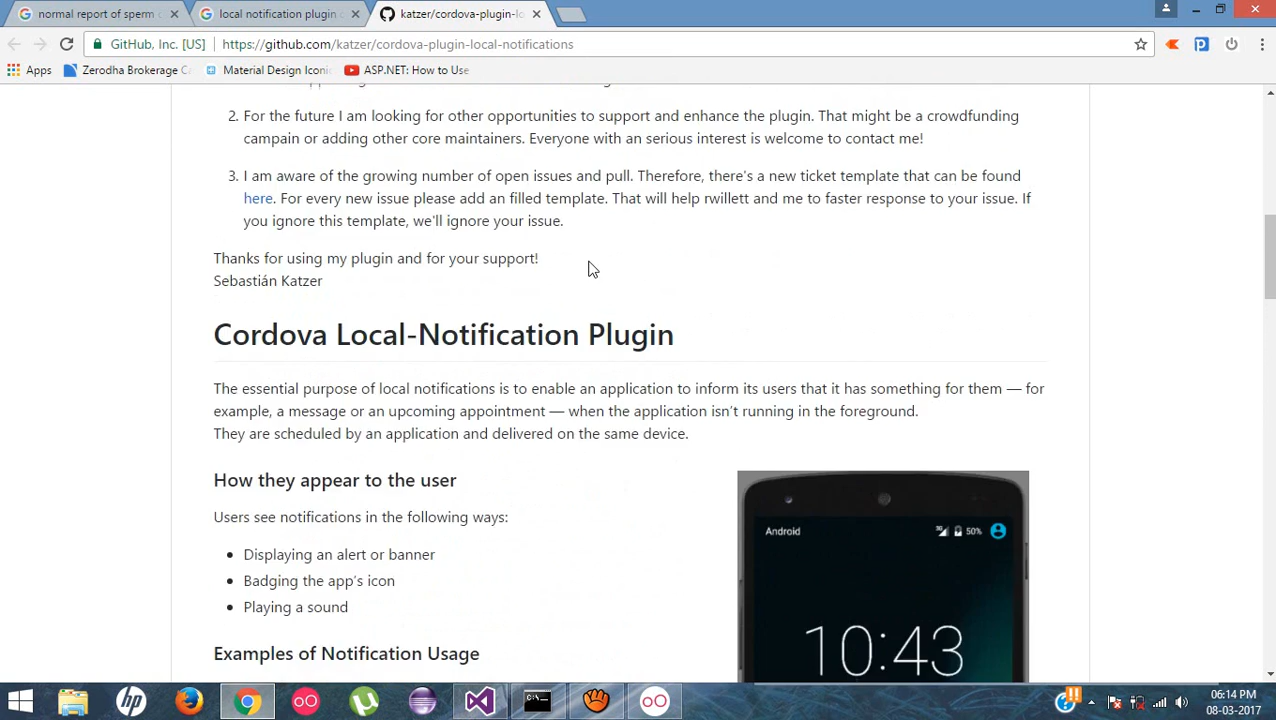 normal report of sperm c
local notification plugin
katzer/cordova-plugin-lo
GitHub, Inc. [US]
https://github.com/katzer/cordova-plugin-local-notifications
Apps
Zerodha Brokerage Ca
Material Design Iconi
ASP.NET: How to Use
2. For the future I am looking for other opportunities to support and enhance the plugin. That might be a crowdfunding
campain or adding other core maintainers. Everyone with an serious interest is welcome to contact me!
3. I am aware of the growing number of open issues and pull. Therefore, there's a new ticket template that can be found
here. For every new issue please add an filled template. That will help rwillett and me to faster response to your issue. If
you ignore this template, we'll ignore your issue.
Thanks for using my plugin and for your support!
Sebastián Katzer
Cordova Local-Notification Plugin
The essential purpose of local notifications is to enable an application to inform its users that it has something for them — for
example, a message or an upcoming appointment — when the application isn't running in the foreground.
They are scheduled by an application and delivered on the same device.
How they appear to the user
Users see notifications in the following ways:
• Displaying an alert or banner
• Badging the app's icon
• Playing a sound
Examples of Notification Usage
Android
3G
50%
10:43
06:14 PM
08-03-2017